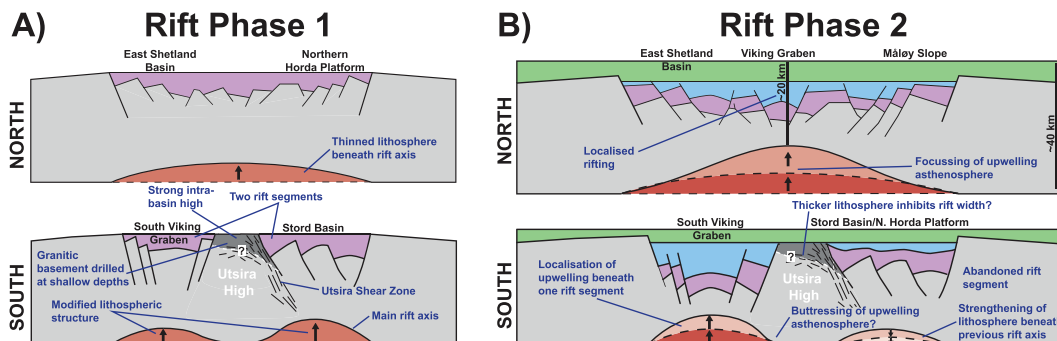 A) Rift Phase 1
East Shetland
Basin
Northern
Horda Platform
NORTH
Thinned lithosphere
beneath rift axis
Strong intra-
basin high
Two rift segments
South Viking
Graben
Stord Basin
?
Granitic
basement drilled
at shallow depths
Utsira
High
Utsira Shear Zone
SOUTH
Modified lithospheric
structure
Main rift axis
B) Rift Phase 2
East Shetland
Basin
Viking Graben
Måløy Slope
~20 km
~40 km
NORTH
Localised
rifting
Focussing of upwelling
asthenosphere
Thicker lithosphere inhibits rift width?
South Viking
Graben
Stord Basin/N. Horda Platform
?
Localisation of
upwelling beneath
one rift segment
Utsira
High
Abandoned rift
segment
SOUTH
Buttressing of upwelling
asthenosphere?
Strengthening of
lithosphere beneat
previous rift axis